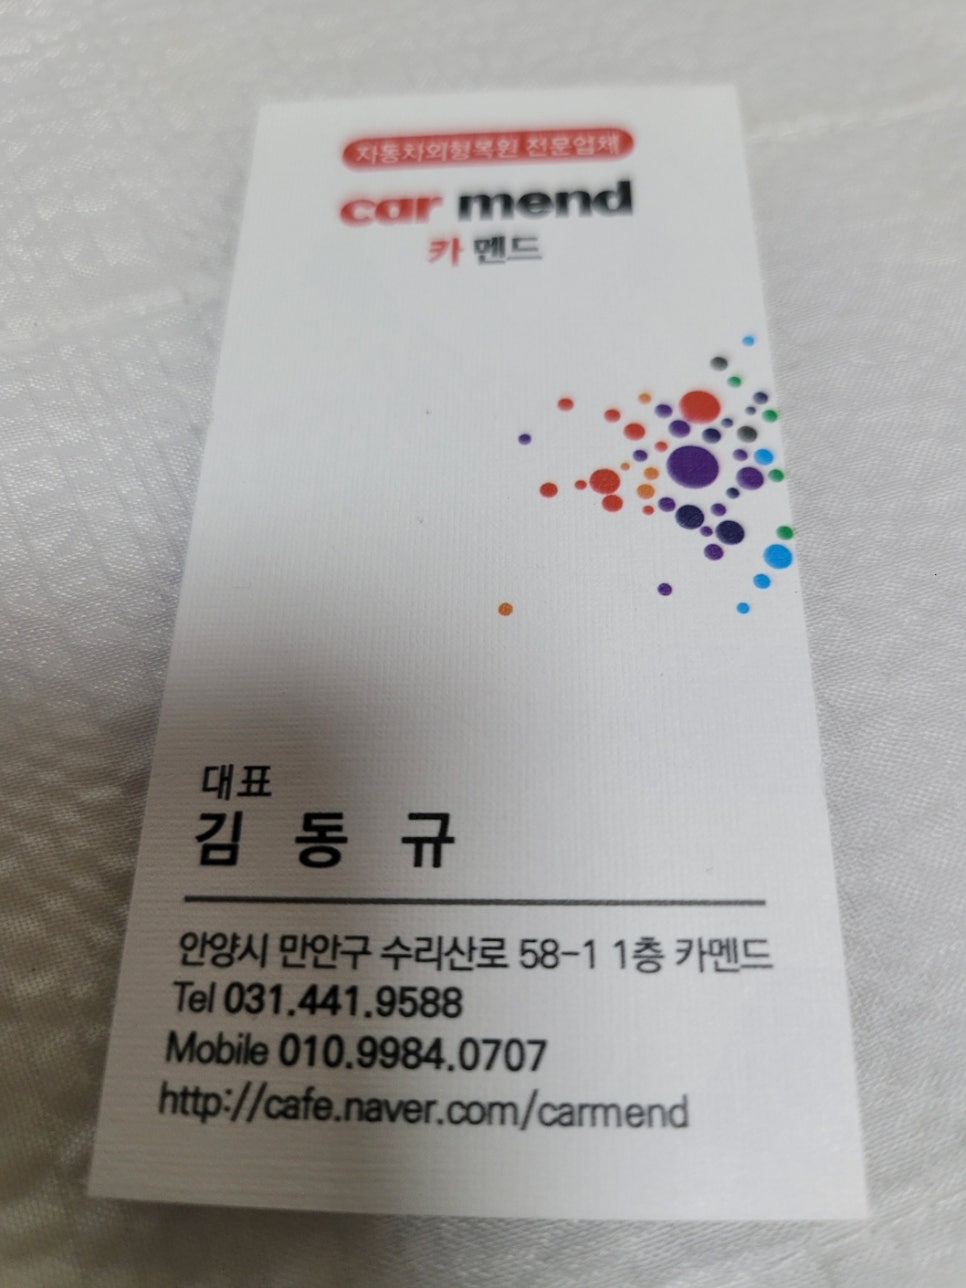 자동차외형복원 전문업체
car mend
카 멘드
대표
김 동 규
안양시 만안구 수리산로 58-1 1층 카멘드
Tel 031.441.9588
Mobile 010.9984.0707
http://cafe.naver.com/carmend